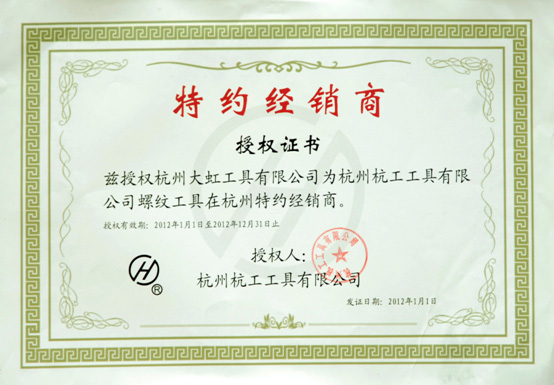 特约经销商
授权证书
兹授权杭州大虹工具有限公司为杭州杭工工具有限
公司螺纹工具在杭州特约经销商。
授权有效期：2012年1月1日至2012年12月31日止
授权人：
杭州杭工工具有限公司
发证日期：2012年1月1日
H
®